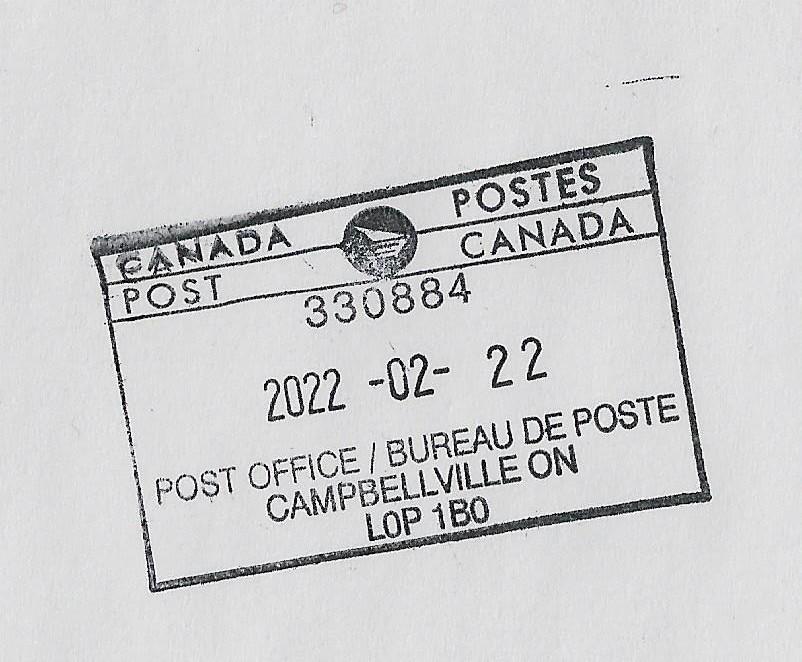 CANADA POSTES
POST CANADA
330884
2022 -02- 22
POST OFFICE / BUREAU DE POSTE
CAMPBELLVILLE ON
L0P 1B0